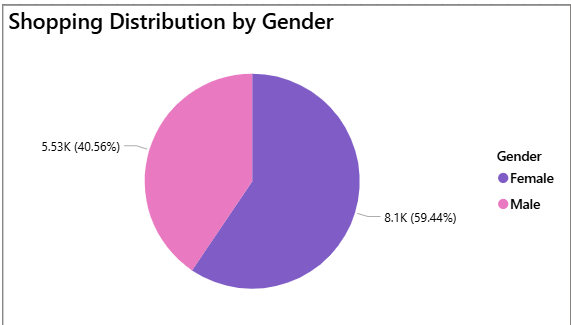 Shopping Distribution by Gender
5.53K (40.56%)
8.1K (59.44%)
Gender
Female
Male